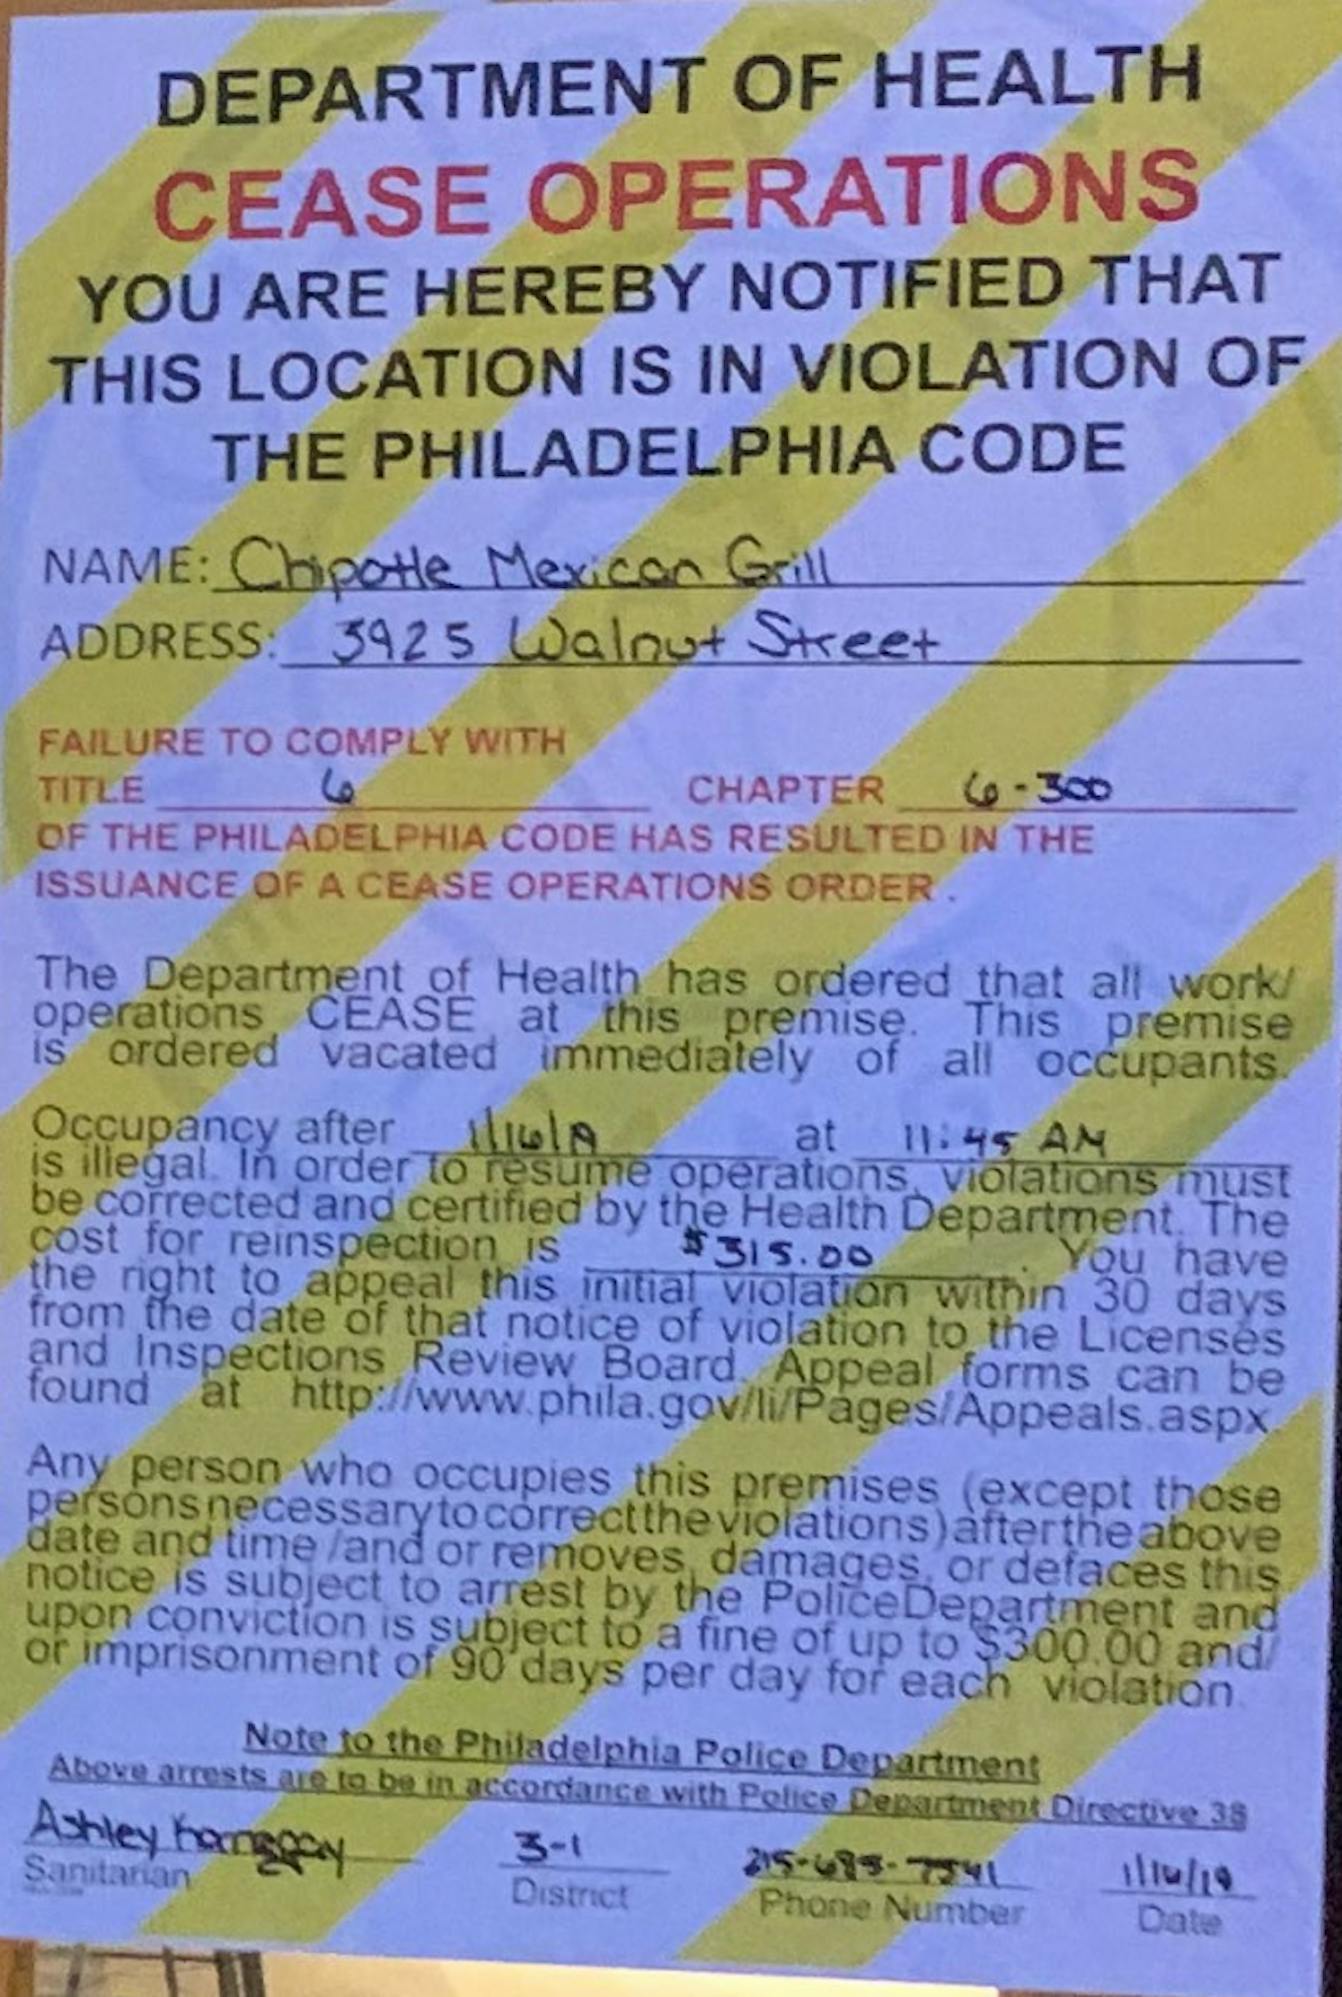 DEPARTMENT OF HEALTH
CEASE OPERATIONS
YOU ARE HEREBY NOTIFIED THAT
THIS LOCATION IS IN VIOLATION OF
THE PHILADELPHIA CODE
NAME: Chipotle Mexican Grill
ADDRESS: 3925 Walnut Street
FAILURE TO COMPLY WITH
TITLE 6 CHAPTER 6-300
OF THE PHILADELPHIA CODE HAS RESULTED IN THE
ISSUANCE OF A CEASE OPERATIONS ORDER .
The Department of Health has ordered that all work/
operations CEASE at this premise. This premise
is ordered vacated immediately of all occupants.
Occupancy after 1/16/19 at 11:45 AM
is illegal. In order to resume operations, violations must
be corrected and certified by the Health Department. The
cost for reinspection is $315.00. You have
the right to appeal this initial violation within 30 days
from the date of that notice of violation to the Licenses
and Inspections Review Board. Appeal forms can be
found at http://www.phila.gov/li/Pages/Appeals.aspx.
Any person who occupies this premises (except those
persons necessary to correct the violations) after the above
date and time /and or removes, damages, or defaces this
notice is subject to arrest by the Police Department and
upon conviction is subject to a fine of up to $300.00 and/
or imprisonment of 90 days per day for each violation.
Note to the Philadelphia Police Department
Above arrests are to be in accordance with Police Department Directive 38
Ashley 3-1 215-685-7541 1/16/19
Sanitarian District Phone Number Date